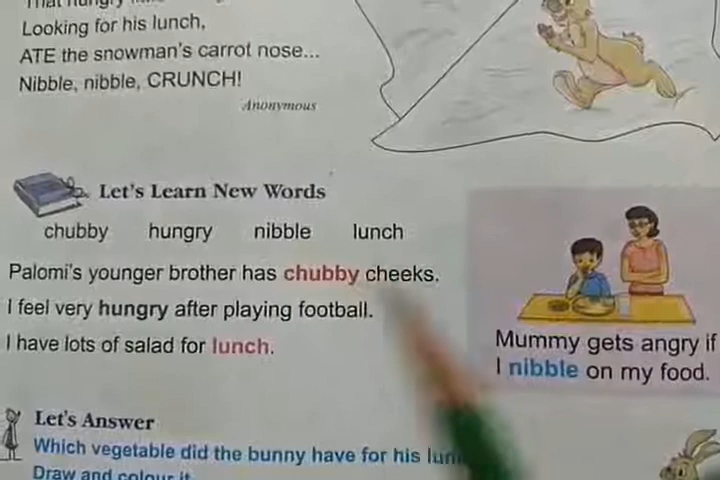 That hungry
Looking for his lunch,
ATE the snowman's carrot nose...
Nibble, nibble, CRUNCH!
Anonymous
Let's Learn New Words
chubby hungry nibble lunch
Palomi's younger brother has chubby cheeks.
I feel very hungry after playing football.
I have lots of salad for lunch.
Mummy gets angry if
I nibble on my food.
Let's Answer
Which vegetable did the bunny have for his
Draw and colour it